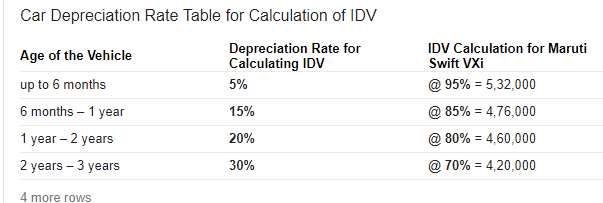 Car Depreciation Rate Table for Calculation of IDV
Age of the Vehicle Depreciation Rate for Calculating IDV IDV Calculation for Maruti Swift VXi
up to 6 months 5% @ 95% = 5,32,000
6 months – 1 year 15% @ 85% = 4,76,000
1 year – 2 years 20% @ 80% = 4,60,000
2 years – 3 years 30% @ 70% = 4,20,000
4 more rows